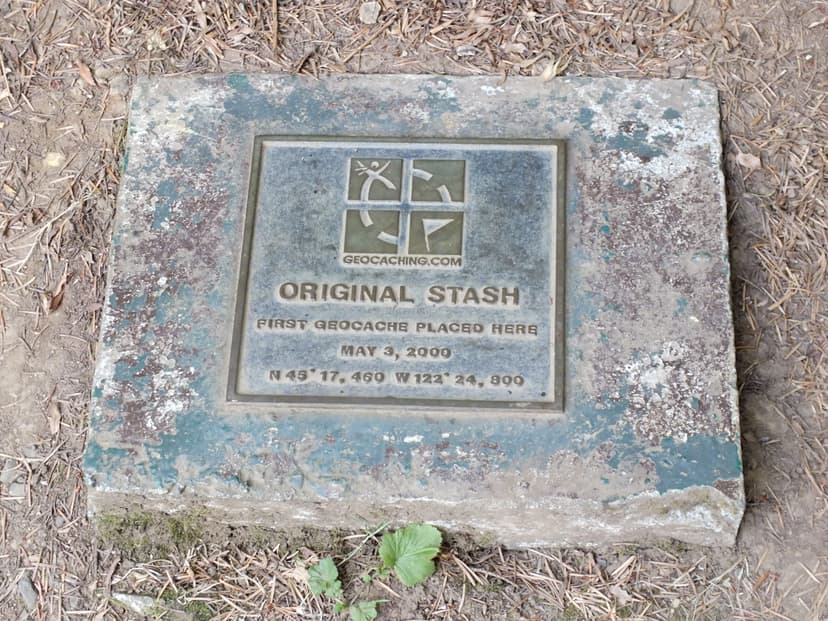 GEOCACHING.COM
ORIGINAL STASH
FIRST GEOCACHE PLACED HERE
MAY 3, 2000
N 45° 17, 460 W 122° 24, 800